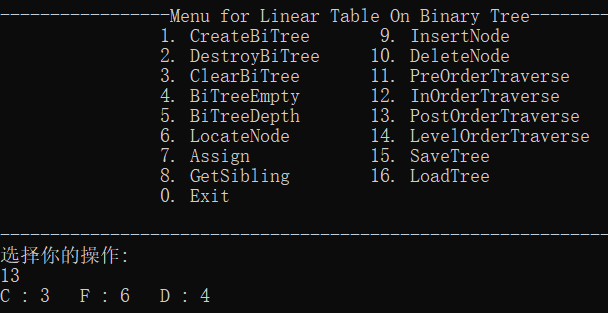 -----------------Menu for Linear Table On Binary Tree--------
1. CreateBiTree 9. InsertNode
2. DestroyBiTree 10. DeleteNode
3. ClearBiTree 11. PreOrderTraverse
4. BiTreeEmpty 12. InOrderTraverse
5. BiTreeDepth 13. PostOrderTraverse
6. LocateNode 14. LevelOrderTraverse
7. Assign 15. SaveTree
8. GetSibling 16. LoadTree
0. Exit
-------------------------------------------------------------
选择你的操作:
13
C : 3 F : 6 D : 4